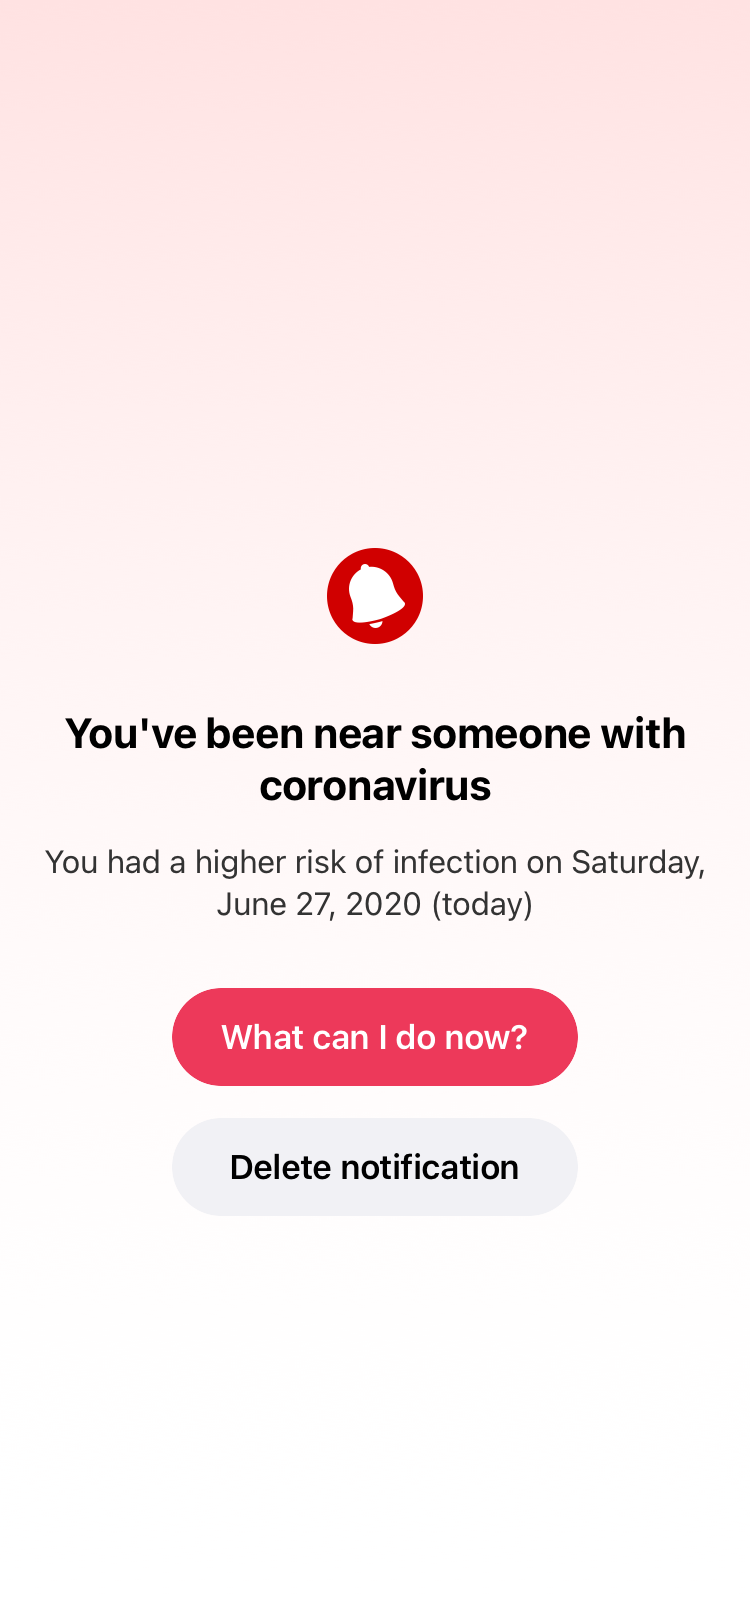 You've been near someone with
coronavirus
You had a higher risk of infection on Saturday,
June 27, 2020 (today)
What can I do now?
Delete notification